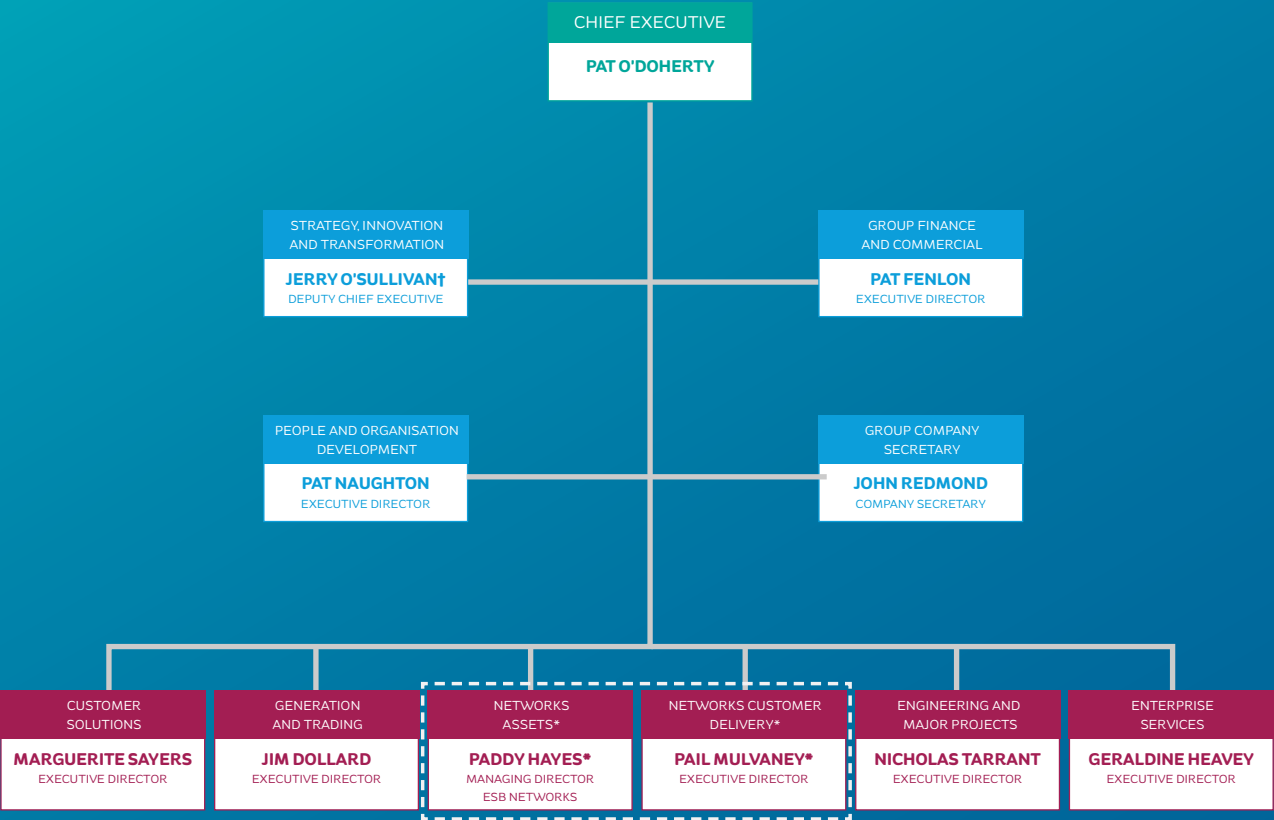 CHIEF EXECUTIVE
PAT O'DOHERTY
STRATEGY, INNOVATION
AND TRANSFORMATION
JERRY O'SULLIVAN†
DEPUTY CHIEF EXECUTIVE
GROUP FINANCE
AND COMMERCIAL
PAT FENLON
EXECUTIVE DIRECTOR
PEOPLE AND ORGANISATION
DEVELOPMENT
PAT NAUGHTON
EXECUTIVE DIRECTOR
GROUP COMPANY
SECRETARY
JOHN REDMOND
COMPANY SECRETARY
CUSTOMER
SOLUTIONS
MARGUERITE SAYERS
EXECUTIVE DIRECTOR
GENERATION
AND TRADING
JIM DOLLARD
EXECUTIVE DIRECTOR
NETWORKS
ASSETS*
PADDY HAYES*
MANAGING DIRECTOR
ESB NETWORKS
NETWORKS CUSTOMER
DELIVERY*
PAIL MULVANEY*
EXECUTIVE DIRECTOR
ENGINEERING AND
MAJOR PROJECTS
NICHOLAS TARRANT
EXECUTIVE DIRECTOR
ENTERPRISE
SERVICES
GERALDINE HEAVEY
EXECUTIVE DIRECTOR